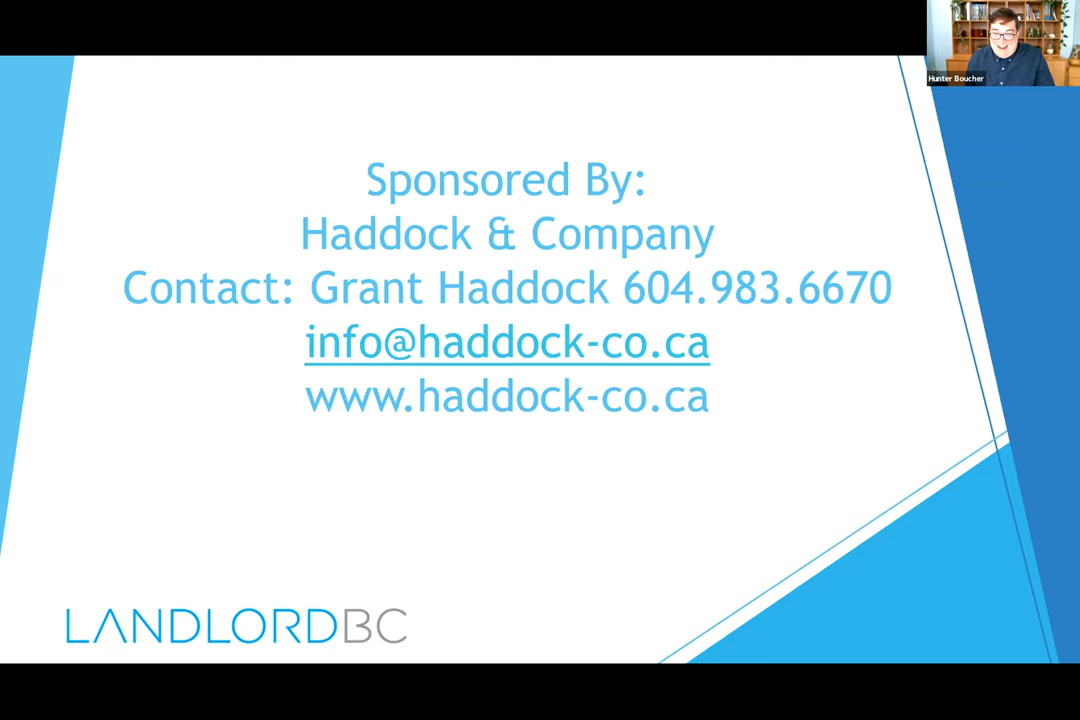 Hunter Boucher
Sponsored By:
Haddock & Company
Contact: Grant Haddock 604.983.6670
info@haddock-co.ca
www.haddock-co.ca
LANDLORDBC